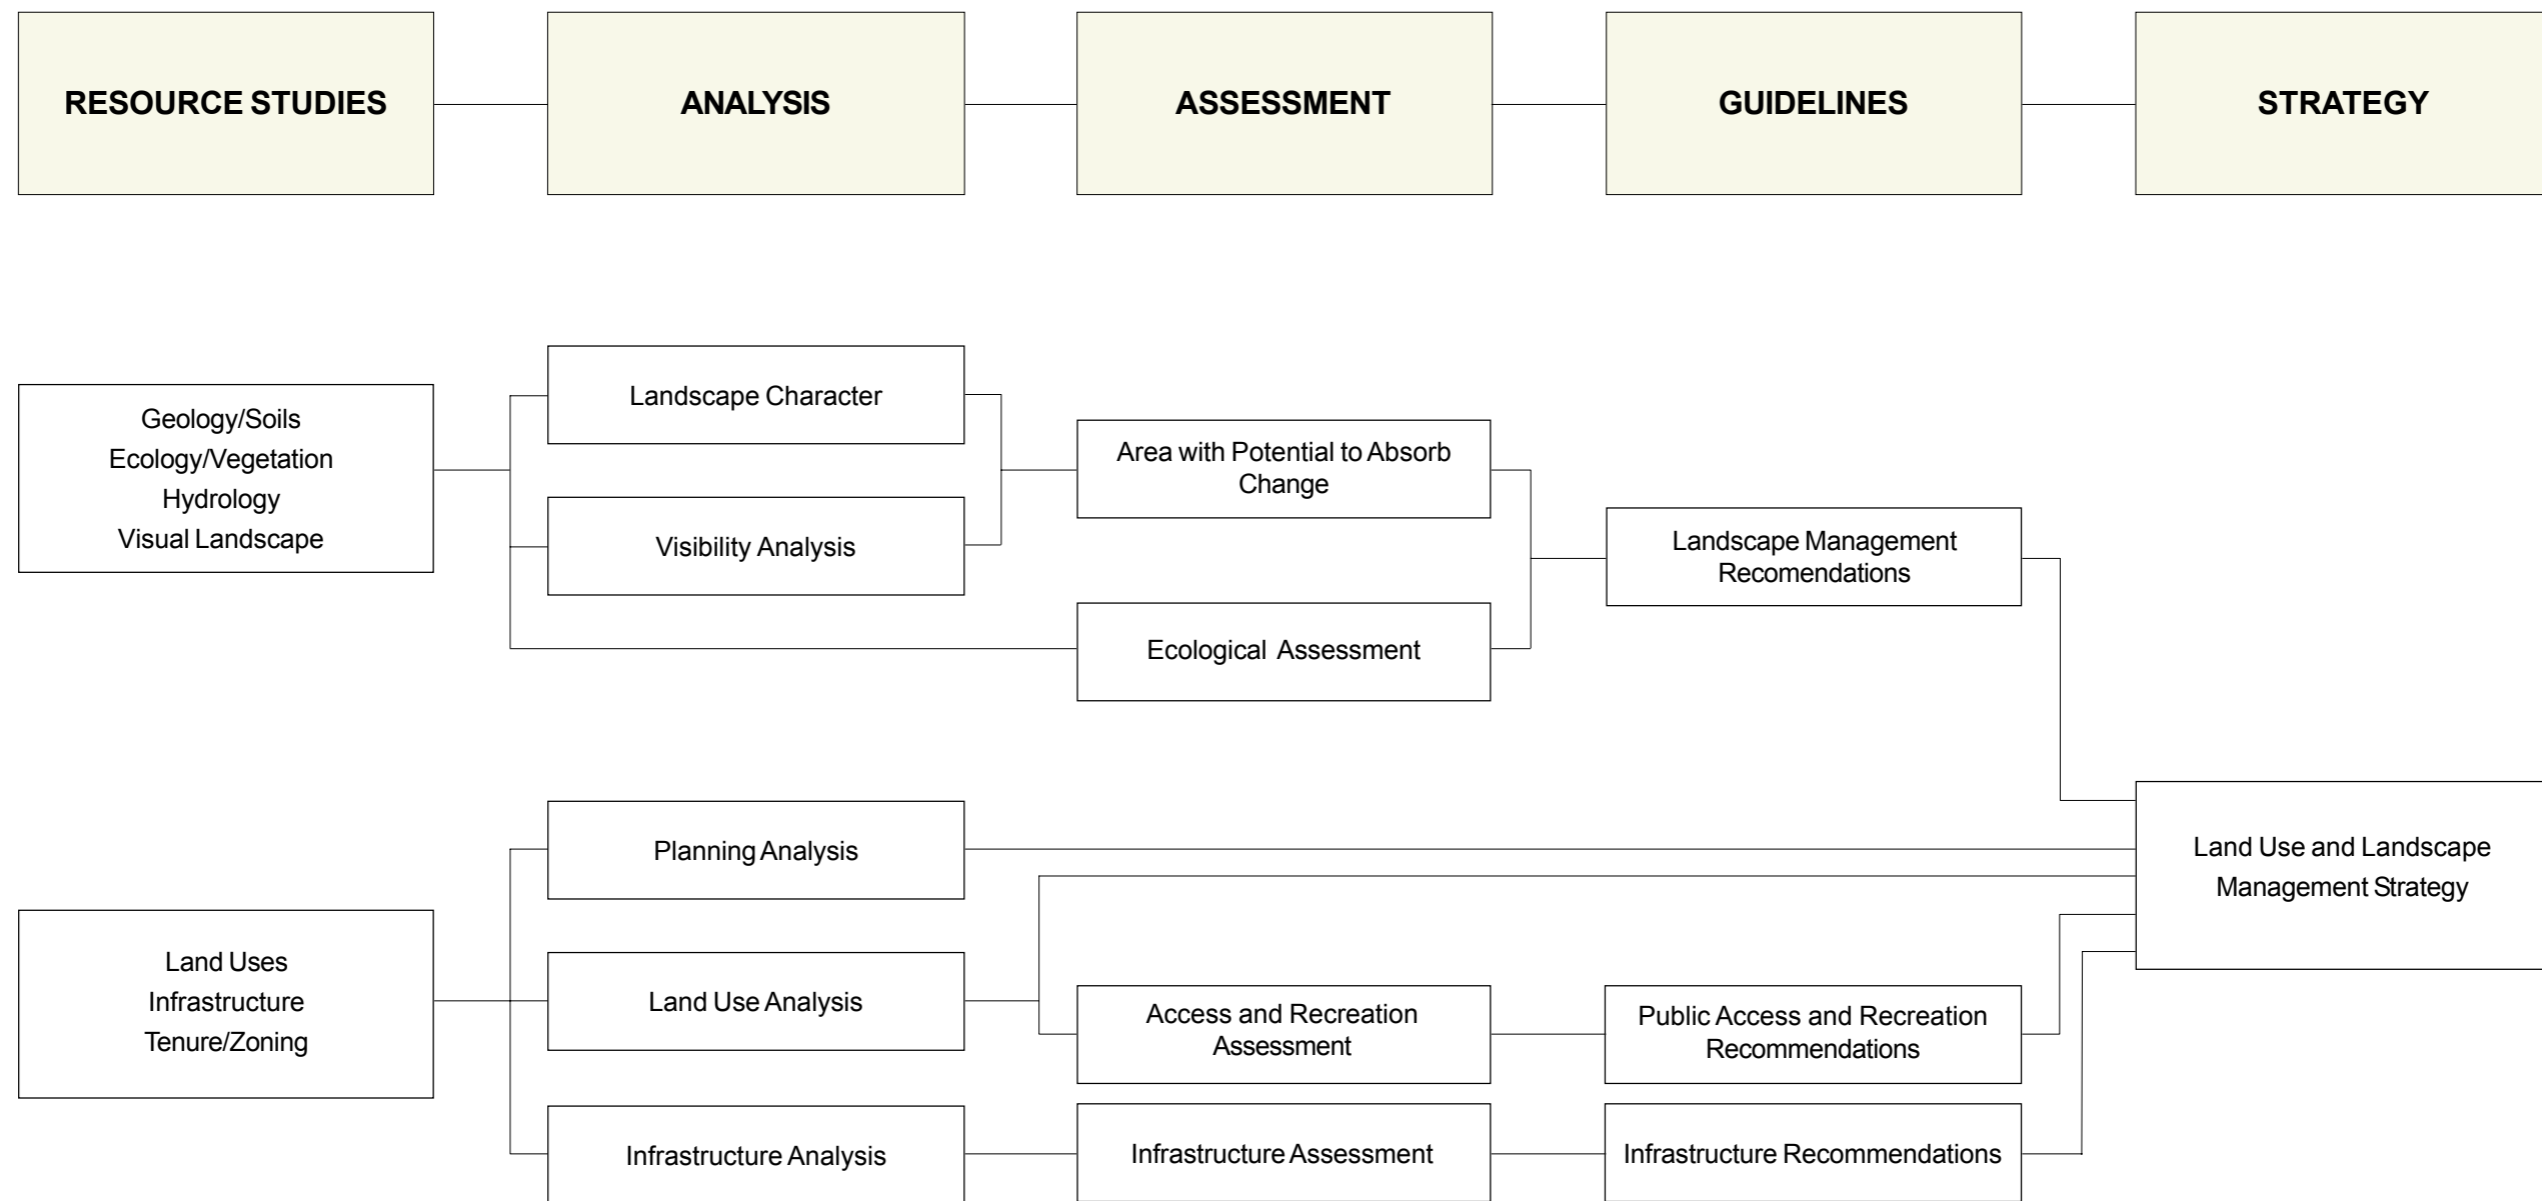 RESOURCE STUDIES
ANALYSIS
ASSESSMENT
GUIDELINES
STRATEGY
Geology/Soils
Ecology/Vegetation
Hydrology
Visual Landscape
Landscape Character
Visibility Analysis
Area with Potential to Absorb
Change
Ecological Assessment
Landscape Management
Recomendations
Land Uses
Infrastructure
Tenure/Zoning
Planning Analysis
Land Use Analysis
Infrastructure Analysis
Access and Recreation
Assessment
Infrastructure Assessment
Public Access and Recreation
Recommendations
Infrastructure Recommendations
Land Use and Landscape
Management Strategy